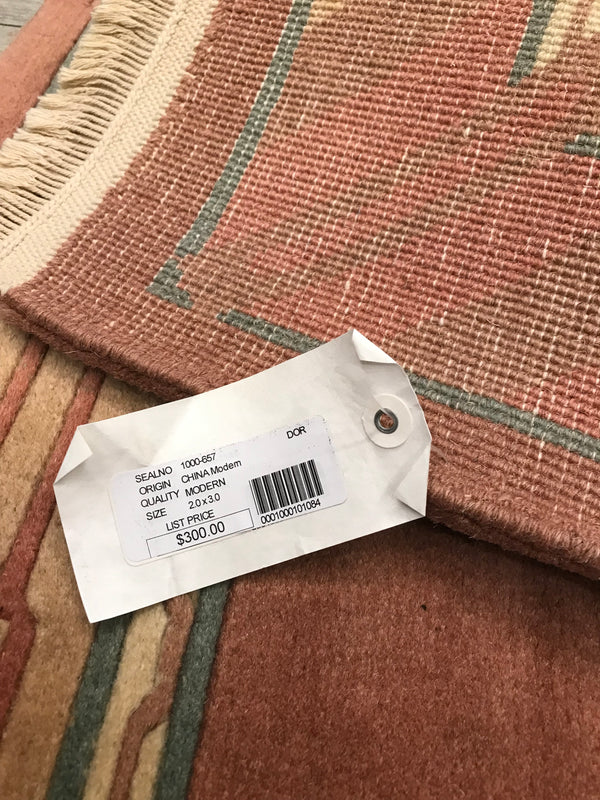 DOR
SEALNO 1000-657
ORIGIN CHINA Modern
QUALITY MODERN
SIZE 2.0 x 3.0
LIST PRICE
$300.00
0001000101084